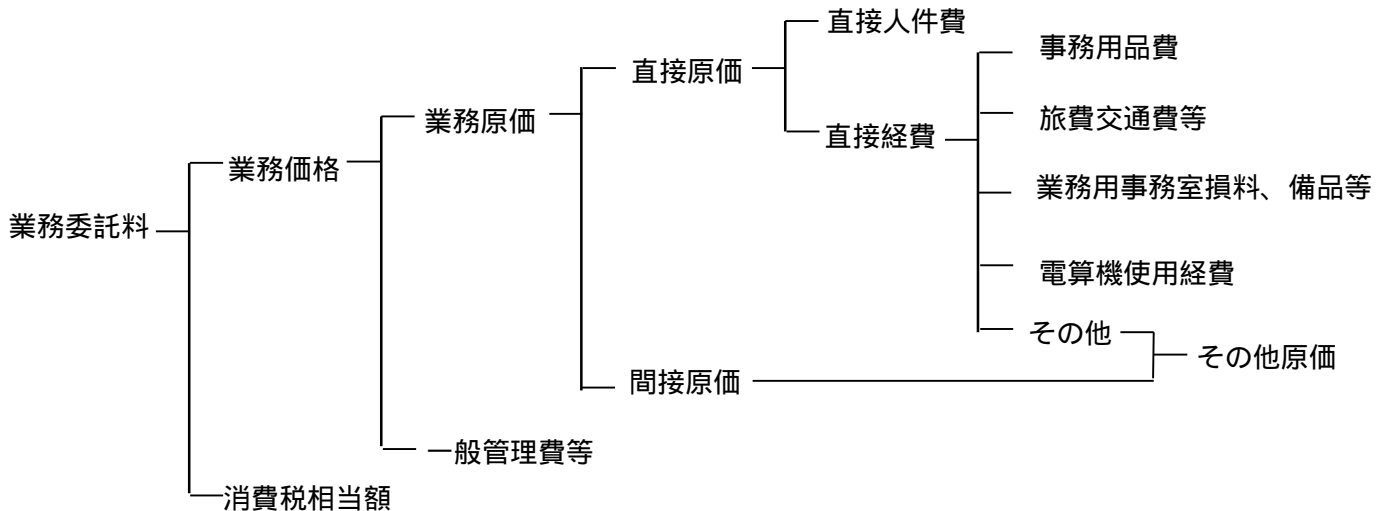 直接人件費
事務用品費
直接原価
旅費交通費等
業務原価
直接経費
業務価格
業務用事務室損料、備品等
業務委託料
電算機使用経費
その他
その他原価
間接原価
一般管理費等
消費税相当額